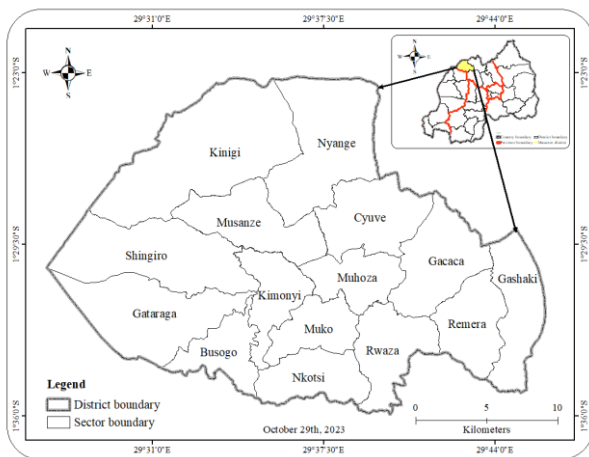 29°31'0"E 29°37'30"E 29°44'0"E
1°23'0"S
1°29'30"S
1°36'0"S
1°23'0"S
1°29'30"S
1°36'0"S
N
W E
S
N
W E
S
Kinigi
Nyange
Musanze
Cyuve
Shingiro
Muhoza
Gacaca
Gashaki
Kimonyi
Gataraga
Muko
Remera
Busogo
Rwaza
Nkotsi
Legend
District boundary
Sector boundary
October 29th, 2023
0 5 10
Kilometers
29°31'0"E 29°37'30"E 29°44'0"E